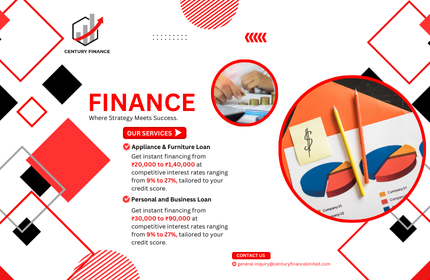 CENTURY FINANCE
FINANCE
Where Strategy Meets Success.
OUR SERVICES
Appliance & Furniture Loan
Get instant financing from
₹20,000 to ₹1,40,000 at
competitive interest rates ranging
from 9% to 27%, tailored to your
credit score.
Personal and Business Loan
Get instant financing from
₹30,000 to ₹90,000 at
competitive interest rates ranging
from 9% to 27%, tailored to your
credit score.
$
Company 01
CONTACT US
general.inquiry@centuryfinancelimited.com